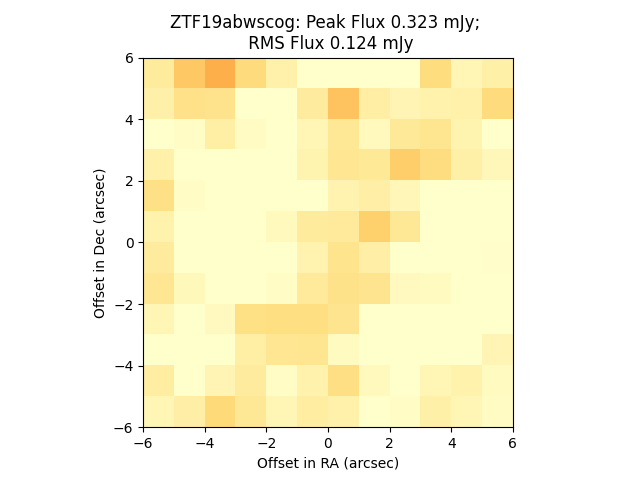 ZTF19abwscog: Peak Flux 0.323 mJy;
RMS Flux 0.124 mJy
6
4
2
0
−2
−4
−6
Offset in Dec (arcsec)
−6 −4 −2 0 2 4 6
Offset in RA (arcsec)